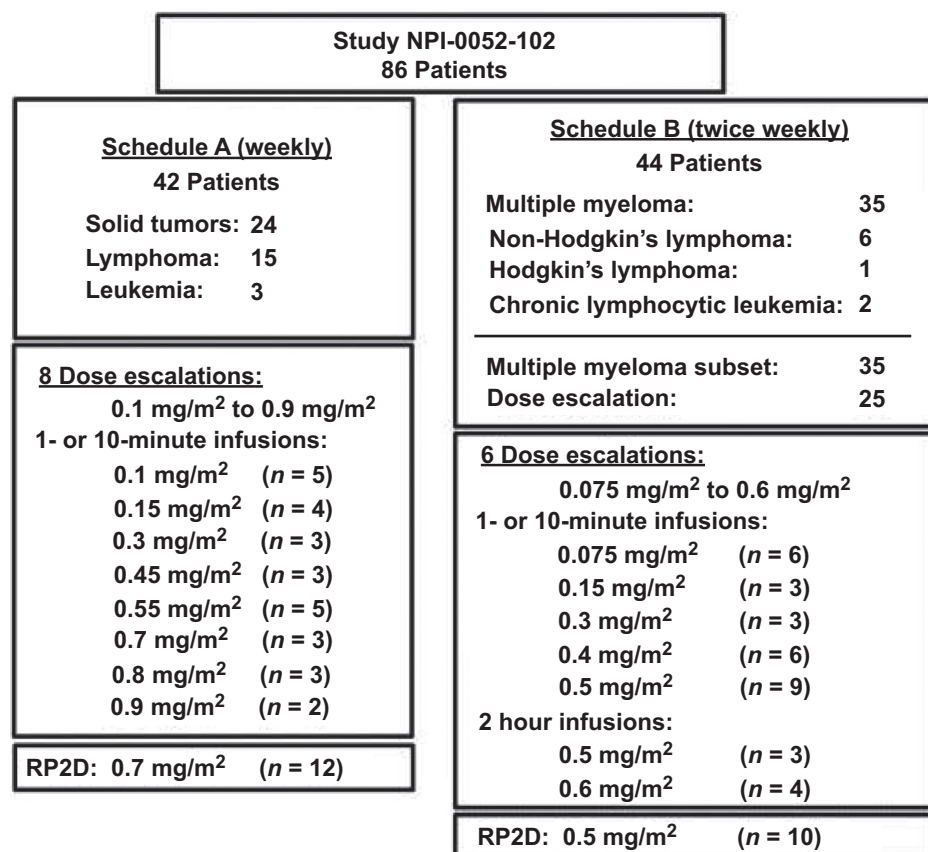 Study NPI-0052-102
86 Patients
Schedule A (weekly)
42 Patients
Solid tumors: 24
Lymphoma: 15
Leukemia: 3
8 Dose escalations:
0.1 mg/m² to 0.9 mg/m²
1- or 10-minute infusions:
0.1 mg/m² (n = 5)
0.15 mg/m² (n = 4)
0.3 mg/m² (n = 3)
0.45 mg/m² (n = 3)
0.55 mg/m² (n = 5)
0.7 mg/m² (n = 3)
0.8 mg/m² (n = 3)
0.9 mg/m² (n = 2)
RP2D: 0.7 mg/m² (n = 12)
Schedule B (twice weekly)
44 Patients
Multiple myeloma: 35
Non-Hodgkin's lymphoma: 6
Hodgkin's lymphoma: 1
Chronic lymphocytic leukemia: 2
Multiple myeloma subset: 35
Dose escalation: 25
6 Dose escalations:
0.075 mg/m² to 0.6 mg/m²
1- or 10-minute infusions:
0.075 mg/m² (n = 6)
0.15 mg/m² (n = 3)
0.3 mg/m² (n = 3)
0.4 mg/m² (n = 6)
0.5 mg/m² (n = 9)
2 hour infusions:
0.5 mg/m² (n = 3)
0.6 mg/m² (n = 4)
RP2D: 0.5 mg/m² (n = 10)